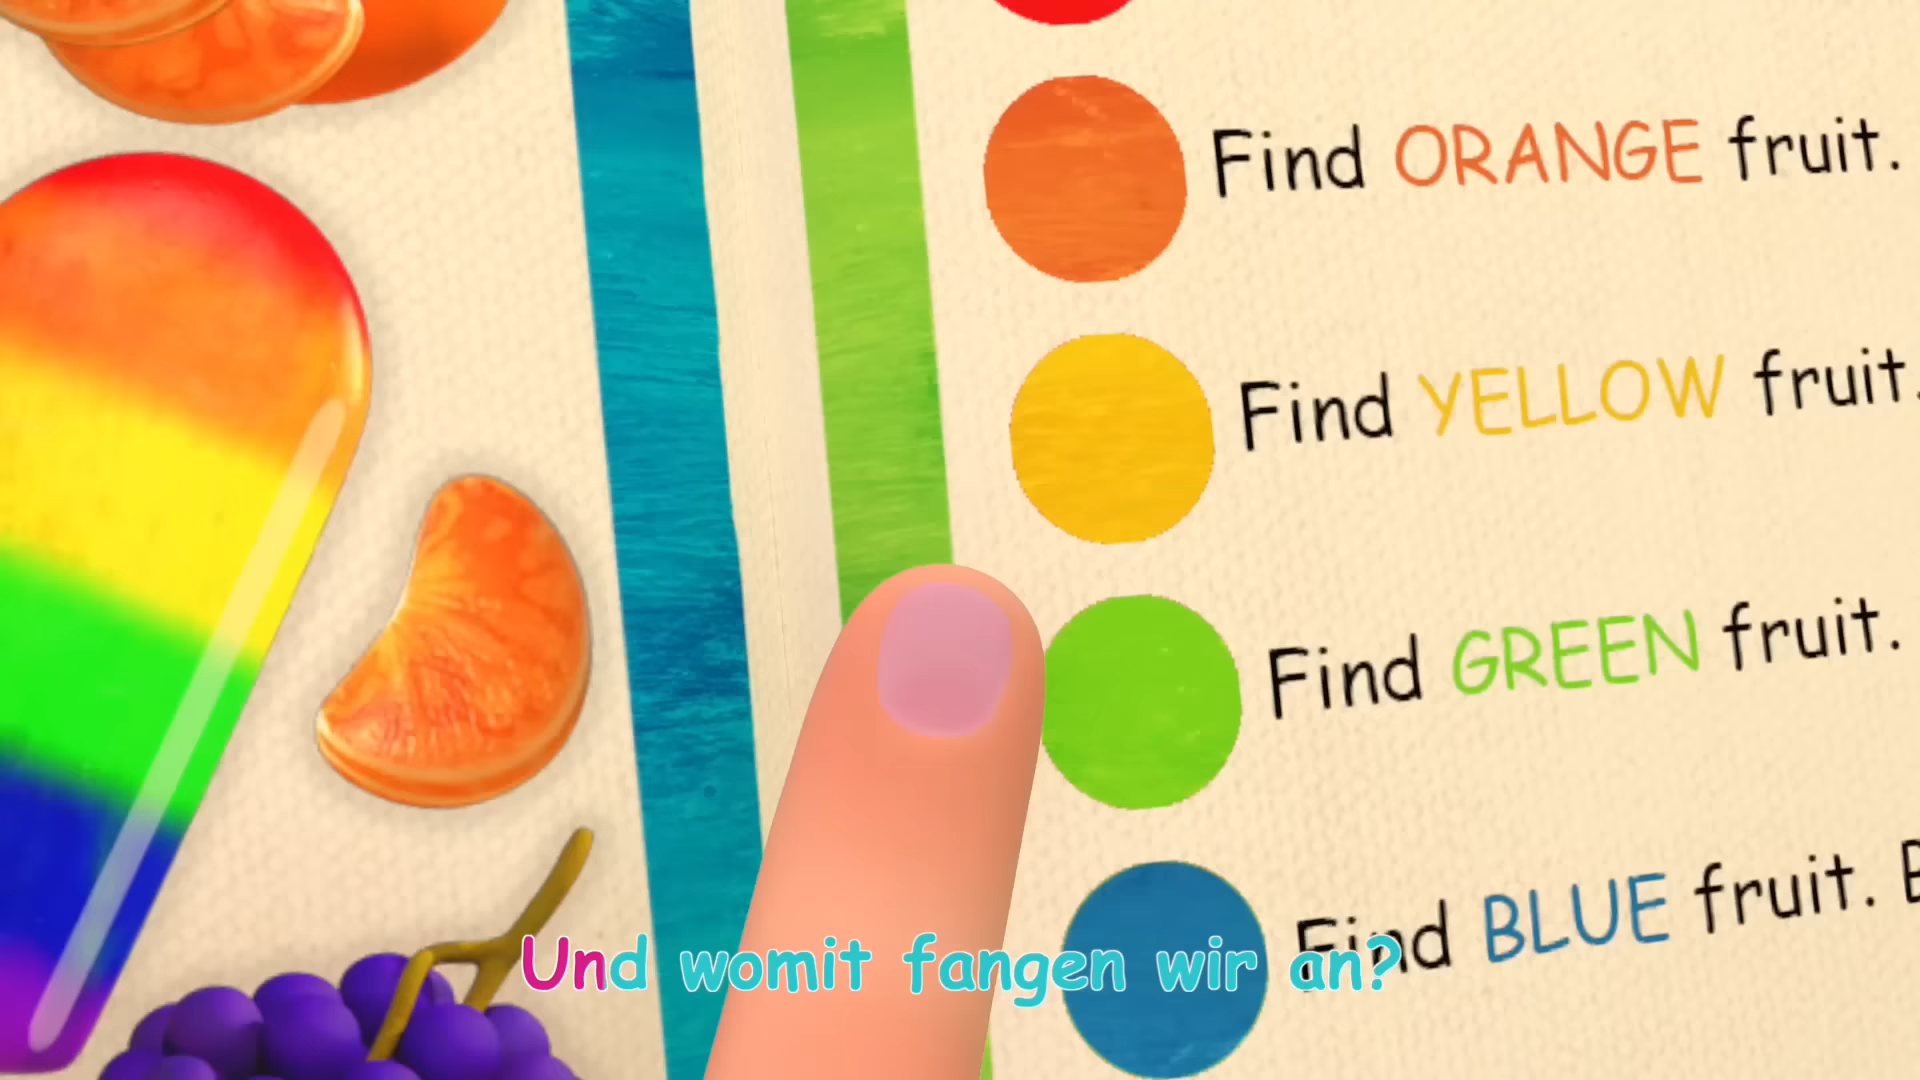 Find ORANGE fruit.
Find YELLOW fruit.
Find GREEN fruit.
Find BLUE fruit.
Und womit fangen wir an?